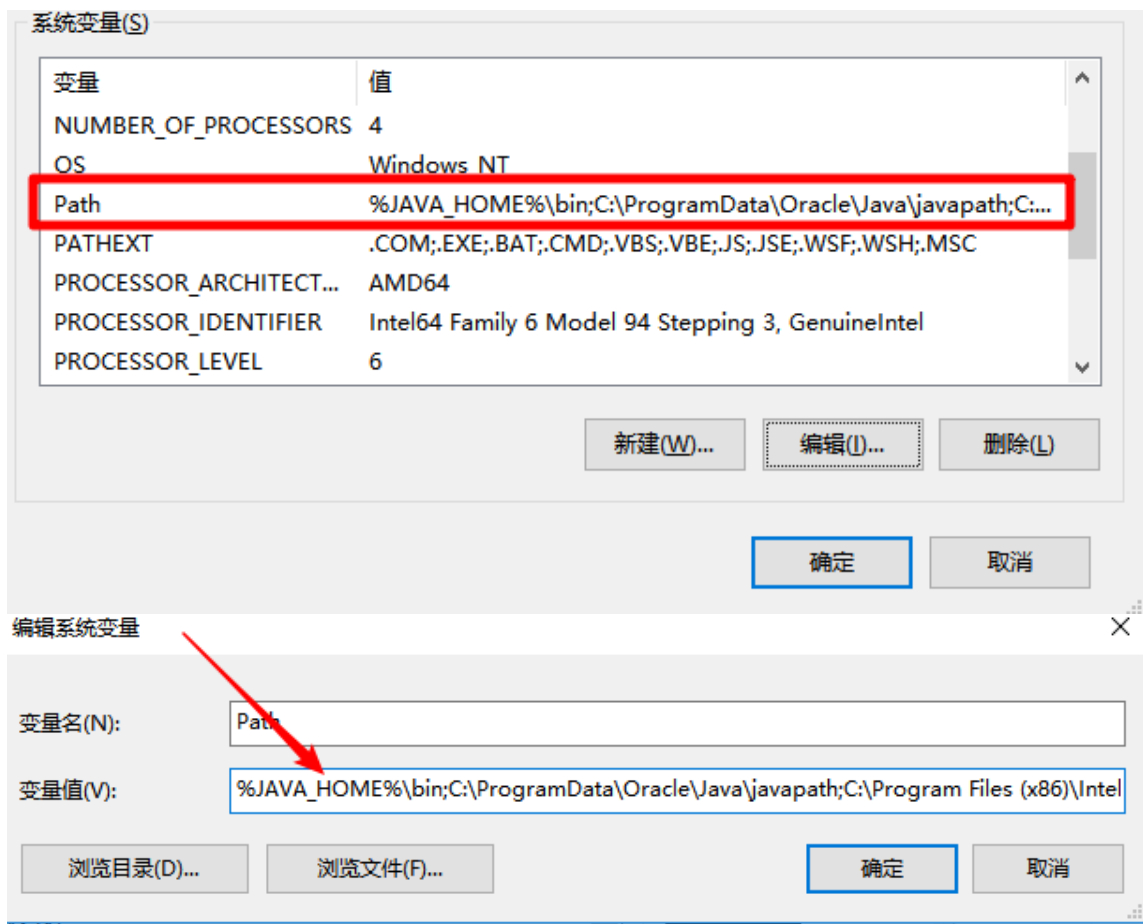 系统变量(S)
变量 值
NUMBER_OF_PROCESSORS 4
OS Windows_NT
Path %JAVA_HOME%\bin;C:\ProgramData\Oracle\Java\javapath;C:...
PATHEXT .COM;.EXE;.BAT;.CMD;.VBS;.VBE;.JS;.JSE;.WSF;.WSH;.MSC
PROCESSOR_ARCHITECT... AMD64
PROCESSOR_IDENTIFIER Intel64 Family 6 Model 94 Stepping 3, GenuineIntel
PROCESSOR_LEVEL 6
新建(W)... 编辑(I)... 删除(L)
确定 取消
编辑系统变量
变量名(N): Path
变量值(V): %JAVA_HOME%\bin;C:\ProgramData\Oracle\Java\javapath;C:\Program Files (x86)\Intel
浏览目录(D)... 浏览文件(F)... 确定 取消